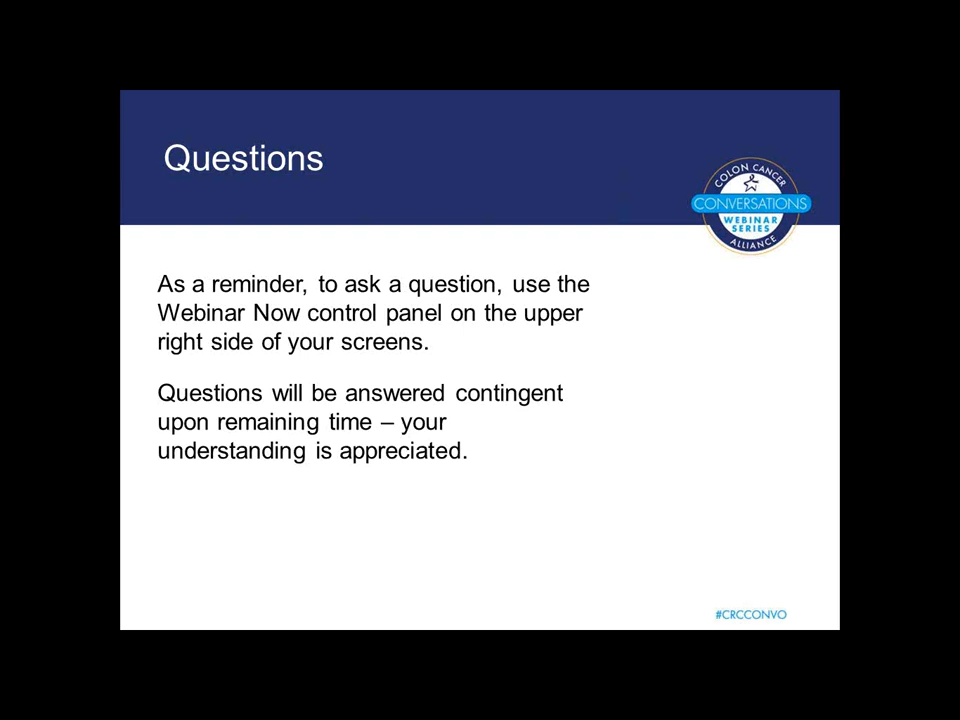 Questions
COLON CANCER
CONVERSATIONS
WEBINAR
SERIES
ALLIANCE
As a reminder, to ask a question, use the
Webinar Now control panel on the upper
right side of your screens.
Questions will be answered contingent
upon remaining time – your
understanding is appreciated.
#CRCCONVO